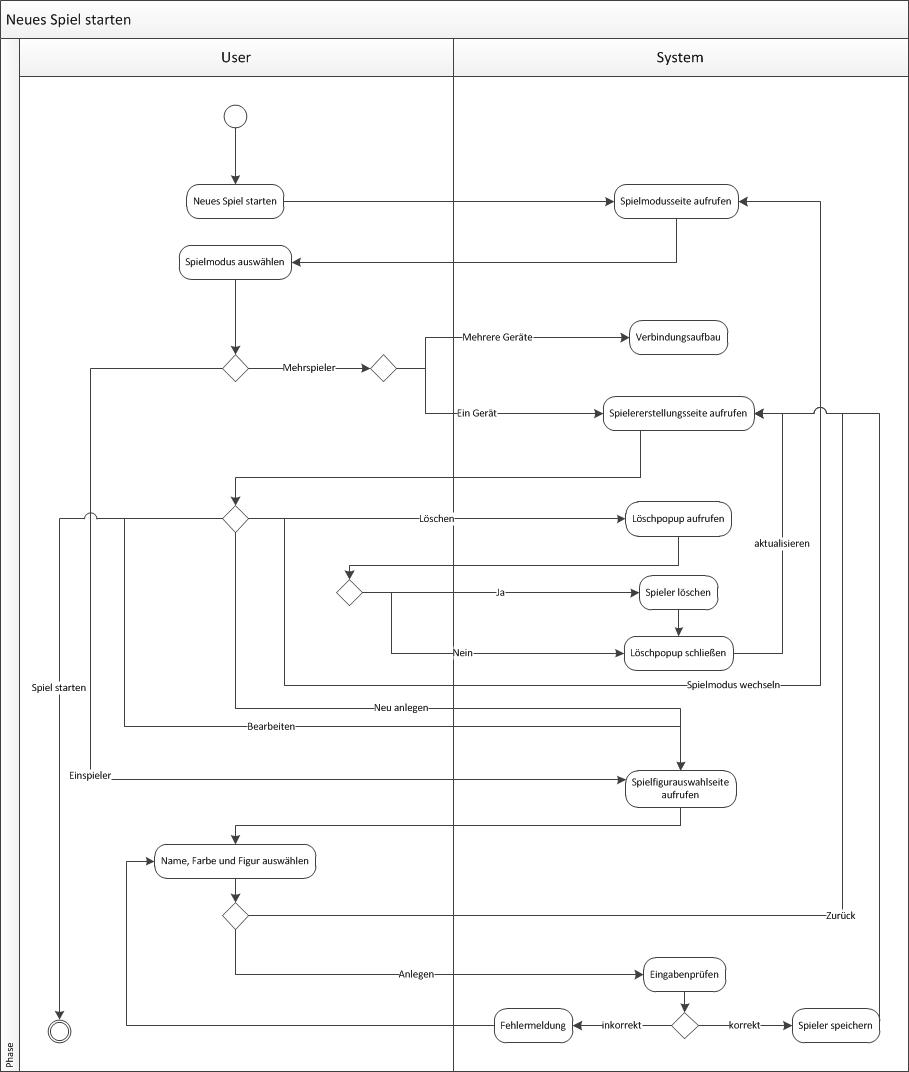 Neues Spiel starten
User
System
Neues Spiel starten
Spielmodusseite aufrufen
Spielmodus auswählen
Mehrere Geräte
Verbindungsaufbau
Mehrspieler
Ein Gerät
Spielererstellungsseite aufrufen
Löschen
Löschpopup aufrufen
aktualisieren
Ja
Spieler löschen
Nein
Löschpopup schließen
Spielmodus wechseln
Spiel starten
Neu anlegen
Bearbeiten
Einspieler
Spielfigurauswahlseite
aufrufen
Name, Farbe und Figur auswählen
Zurück
Anlegen
Eingabenprüfen
Fehlermeldung
inkorrekt
korrekt
Spieler speichern
Phase